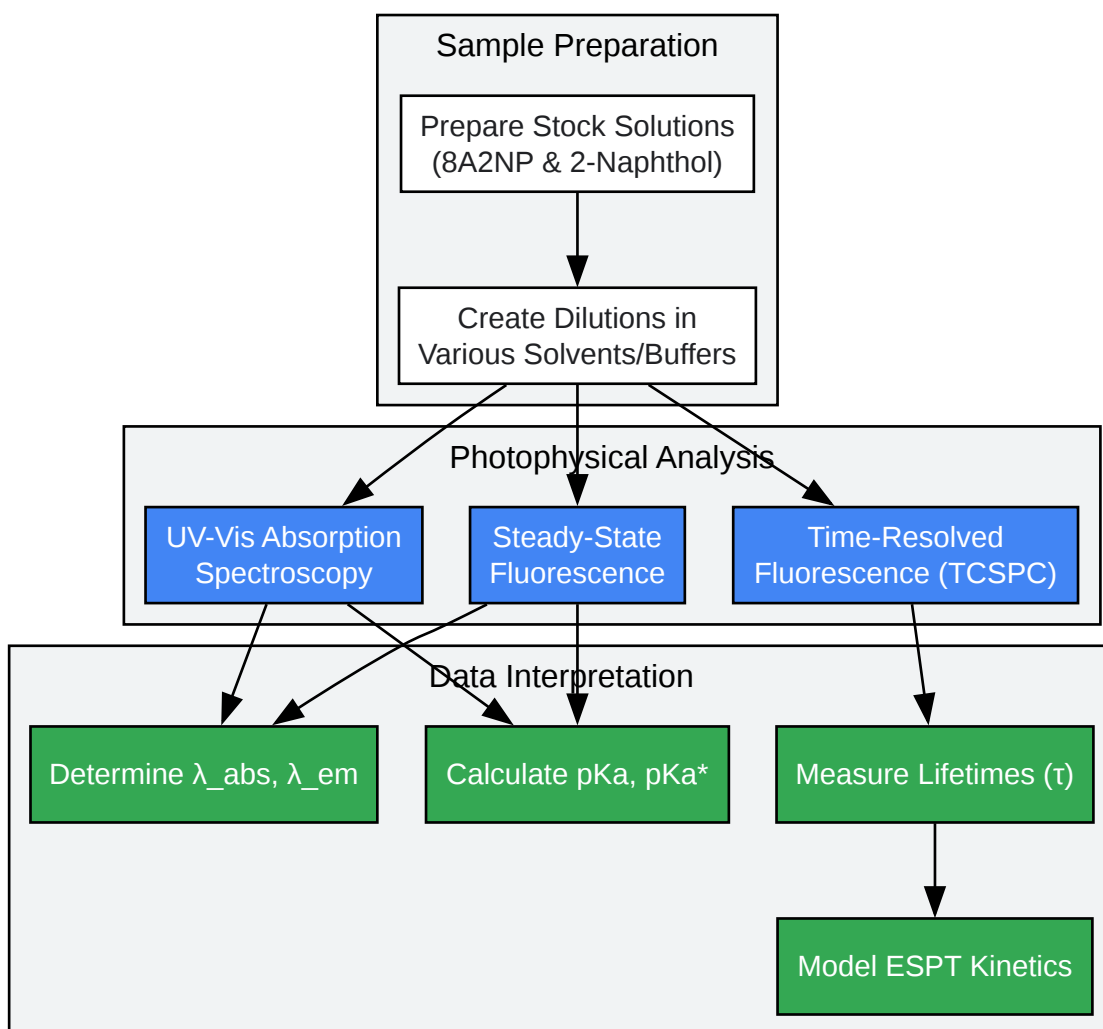 Sample Preparation
Prepare Stock Solutions
(8A2NP & 2-Naphthol)
Create Dilutions in
Various Solvents/Buffers
Photophysical Analysis
UV-Vis Absorption
Spectroscopy
Steady-State
Fluorescence
Time-Resolved
Fluorescence (TCSPC)
Data Interpretation
Determine λ_abs, λ_em
Calculate pKa, pKa*
Measure Lifetimes (τ)
Model ESPT Kinetics